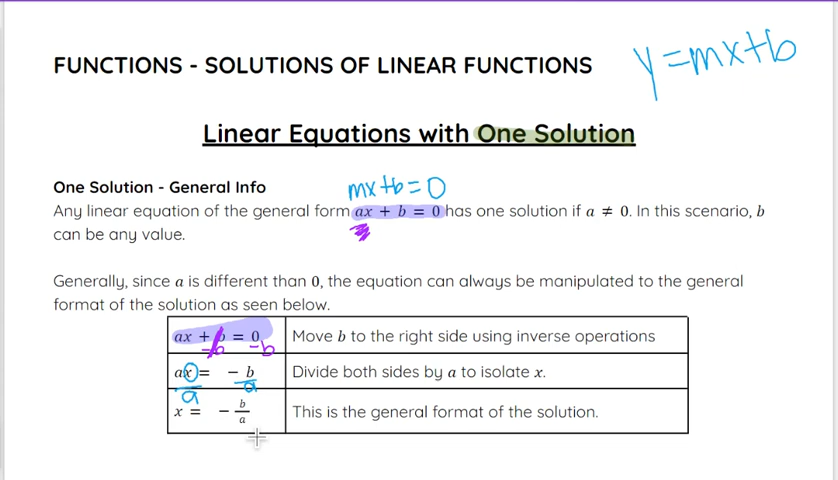 FUNCTIONS - SOLUTIONS OF LINEAR FUNCTIONS
y = mx + b
Linear Equations with One Solution
One Solution - General Info
mx + b = 0
Any linear equation of the general form ax + b = 0 has one solution if a ≠ 0. In this scenario, b
can be any value.
Generally, since a is different than 0, the equation can always be manipulated to the general
format of the solution as seen below.
ax + b = 0 Move b to the right side using inverse operations
-b -b
ax = - b Divide both sides by a to isolate x.
a a
x = - b/a This is the general format of the solution.